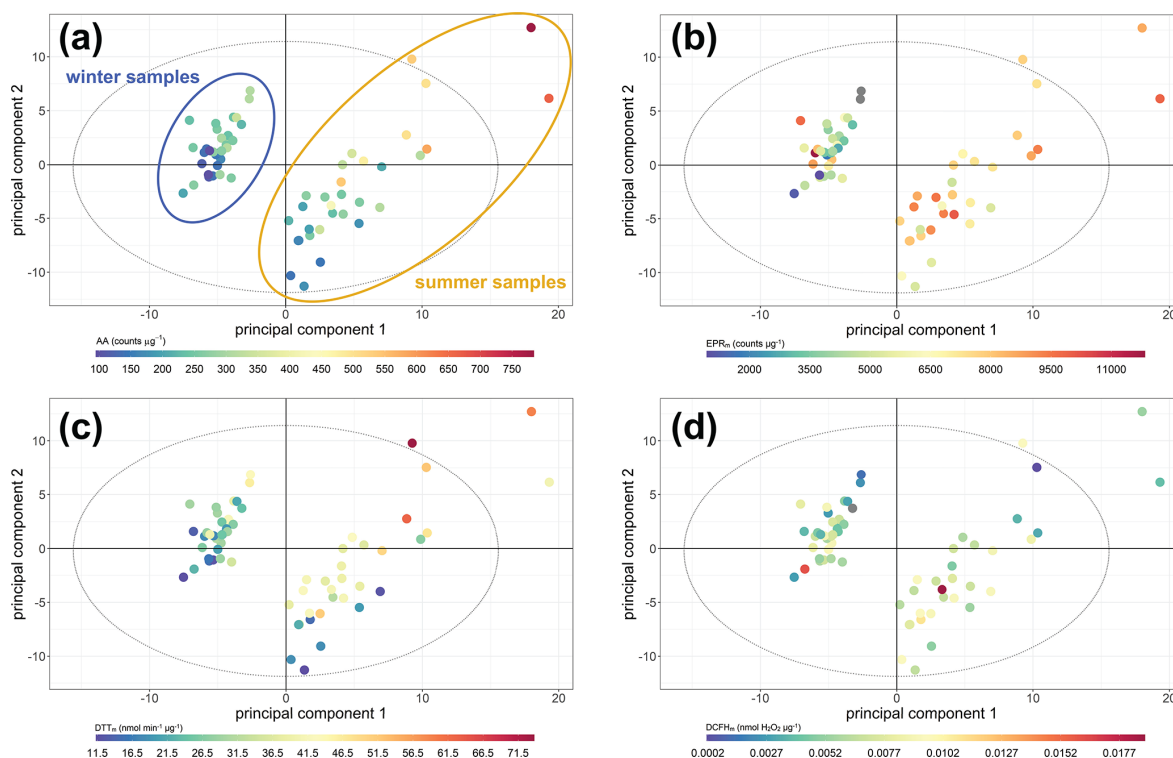 (a)
winter samples
summer samples
principal component 2
10
5
0
-5
-10
-10
0
10
20
principal component 1
AA (counts µg⁻¹)
100 150 200 250 300 350 400 450 500 550 600 650 700 750
(b)
principal component 2
10
5
0
-5
-10
-10
0
10
20
principal component 1
EPRₘ (counts µg⁻¹)
2000 3500 5000 6500 8000 9500 11000
(c)
principal component 2
10
5
0
-5
-10
-10
0
10
20
principal component 1
DTTₘ (nmol min⁻¹ µg⁻¹)
11.5 16.5 21.5 26.5 31.5 36.5 41.5 46.5 51.5 56.5 61.5 66.5 71.5
(d)
principal component 2
10
5
0
-5
-10
-10
0
10
20
principal component 1
DCFHₘ (nmol H₂O₂ µg⁻¹)
0.0002 0.0027 0.0052 0.0077 0.0102 0.0127 0.0152 0.0177